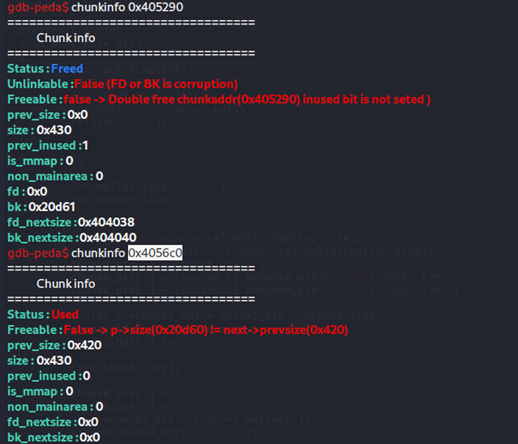 gdb-peda$ chunkinfo 0x405290
==================================
Chunk info
==================================
Status : Freed
Unlinkable : False (FD or BK is corruption)
Freeable : false -> Double free chunkaddr(0x405290) inused bit is not seted )
prev_size : 0x0
size : 0x430
prev_inused : 1
is_mmap : 0
non_mainarea : 0
fd : 0x0
bk : 0x20d61
fd_nextsize : 0x404038
bk_nextsize : 0x404040
gdb-peda$ chunkinfo 0x4056c0
==================================
Chunk info
==================================
Status : Used
Freeable : False -> p->size(0x20d60) != next->prevsize(0x420)
prev_size : 0x420
size : 0x430
prev_inused : 0
is_mmap : 0
non_mainarea : 0
fd_nextsize : 0x0
bk_nextsize : 0x0